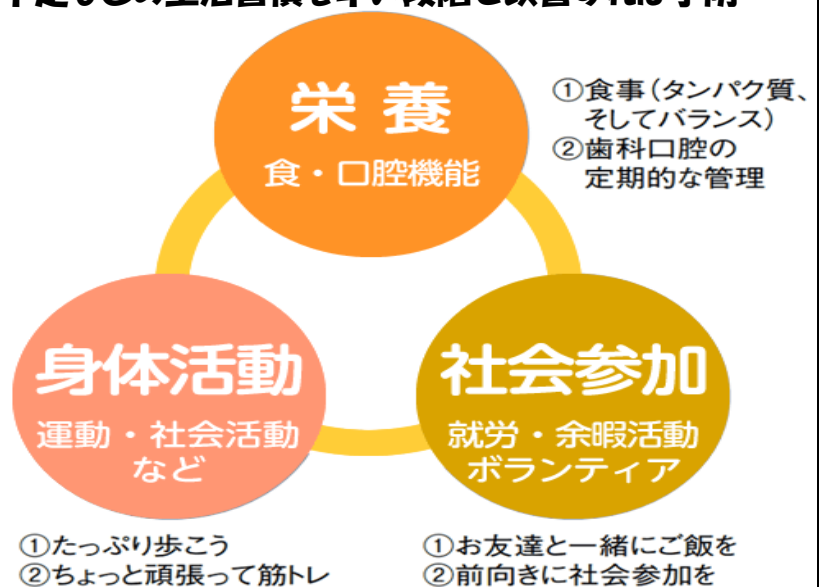 栄 養
食・口腔機能
①食事（タンパク質、
そしてバランス）
②歯科口腔の
定期的な管理
身体活動
運動・社会活動
など
社会参加
就労・余暇活動
ボランティア
①たっぷり歩こう
②ちょっと頑張って筋トレ
①お友達と一緒にご飯を
②前向きに社会参加を